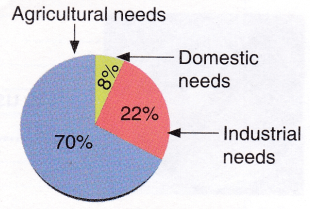 Agricultural needs
Domestic
needs
8%
22%
70%
Industrial
needs